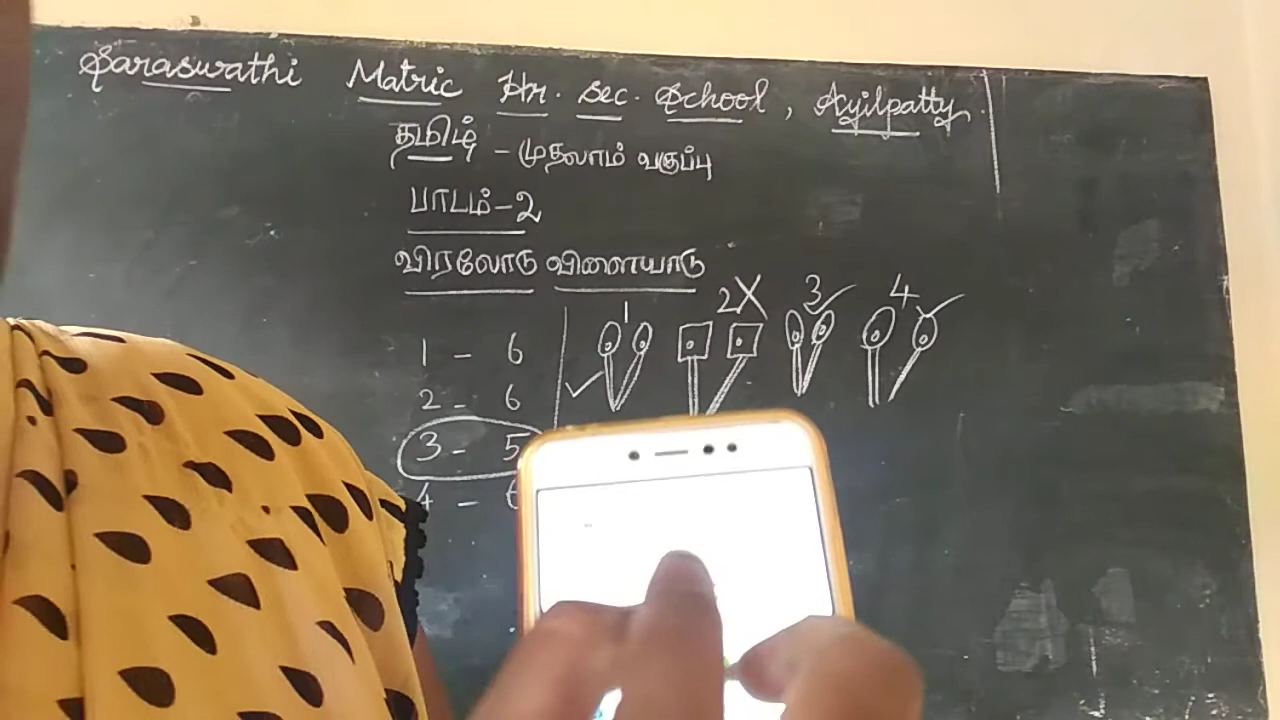 Saraswathi Matric Hr. Sec. School, Ayilpatty.
தமிழ் - முதலாம் வகுப்பு
பாடம்-2
விரலோடு விளையாடு
1 2 3 4
1 - 6
2 - 6
3 - 5
4 -